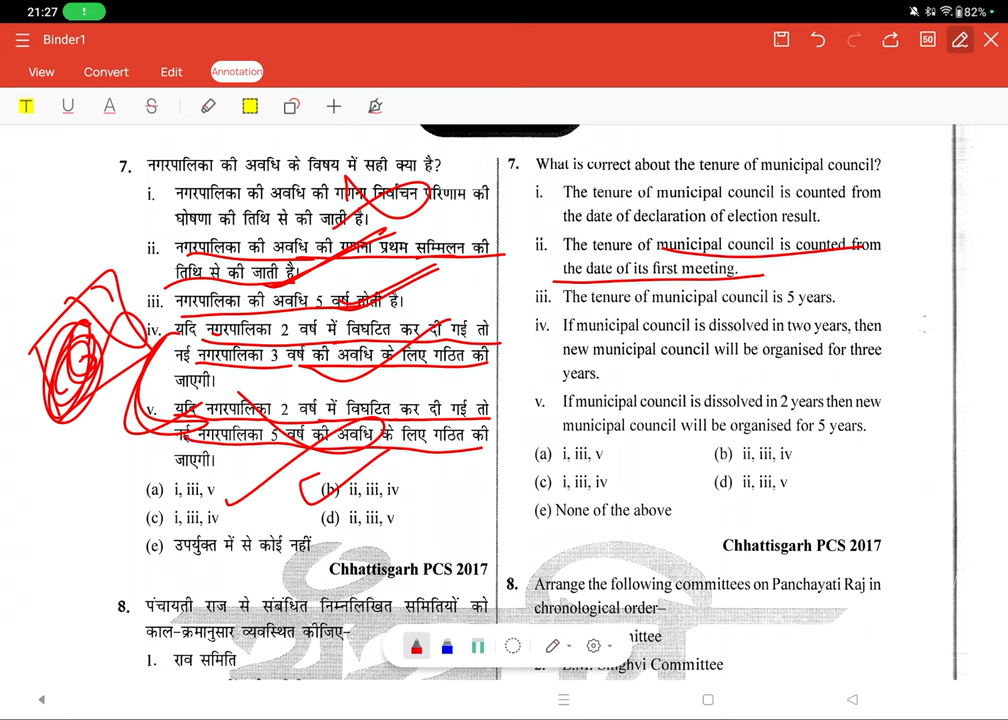 21:27
82%
Binder1
50
View Convert Edit Annotation
T U A S
7. नगरपालिका की अवधि के विषय में सही क्या है?
i. नगरपालिका की अवधि की गणना निर्वाचन परिणाम की
घोषणा की तिथि से की जाती है।
ii. नगरपालिका की अवधि की गणना प्रथम सम्मिलन की
तिथि से की जाती है।
iii. नगरपालिका की अवधि 5 वर्ष होती है।
iv. यदि नगरपालिका 2 वर्ष में विघटित कर दी गई तो
नई नगरपालिका 3 वर्ष की अवधि के लिए गठित की
जाएगी।
v. यदि नगरपालिका 2 वर्ष में विघटित कर दी गई तो
नई नगरपालिका 5 वर्ष की अवधि के लिए गठित की
जाएगी।
(a) i, iii, v (b) ii, iii, iv
(c) i, iii, iv (d) ii, iii, v
(e) उपर्युक्त में से कोई नहीं
Chhattisgarh PCS 2017
8. पंचायती राज से संबंधित निम्नलिखित समितियों को
काल-क्रमानुसार व्यवस्थित कीजिए-
1. राव समिति
7. What is correct about the tenure of municipal council?
i. The tenure of municipal council is counted from
the date of declaration of election result.
ii. The tenure of municipal council is counted from
the date of its first meeting.
iii. The tenure of municipal council is 5 years.
iv. If municipal council is dissolved in two years, then
new municipal council will be organised for three
years.
v. If municipal council is dissolved in 2 years then new
municipal council will be organised for 5 years.
(a) i, iii, v (b) ii, iii, iv
(c) i, iii, iv (d) ii, iii, v
(e) None of the above
Chhattisgarh PCS 2017
8. Arrange the following committees on Panchayati Raj in
chronological order–
mittee
Singhvi Committee